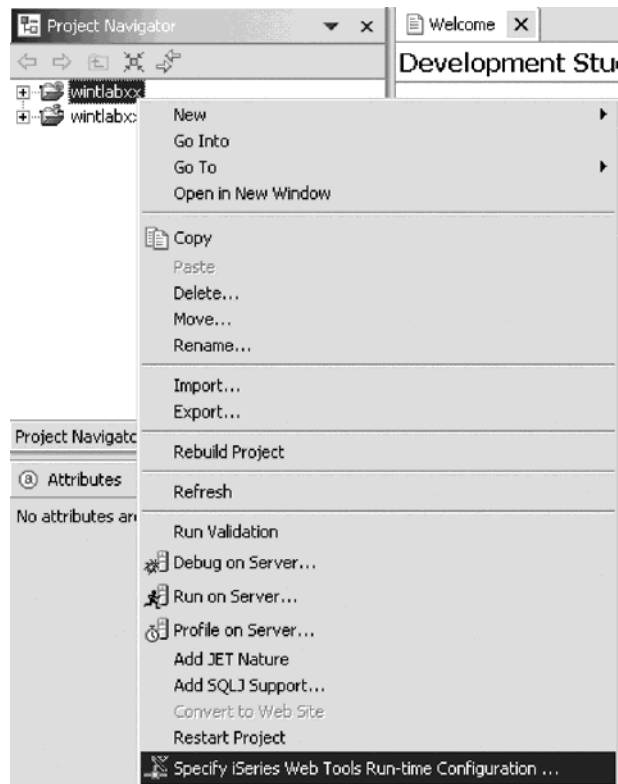 Project Navigator
Welcome
Development Stu
wintlabxx
wintlabx
New
Go Into
Go To
Open in New Window
Copy
Paste
Delete...
Move...
Rename...
Import...
Export...
Project Navigato
Rebuild Project
Attributes
Refresh
No attributes are
Run Validation
Debug on Server...
Run on Server...
Profile on Server...
Add JET Nature
Add SQLJ Support...
Convert to Web Site
Restart Project
Specify iSeries Web Tools Run-time Configuration ...